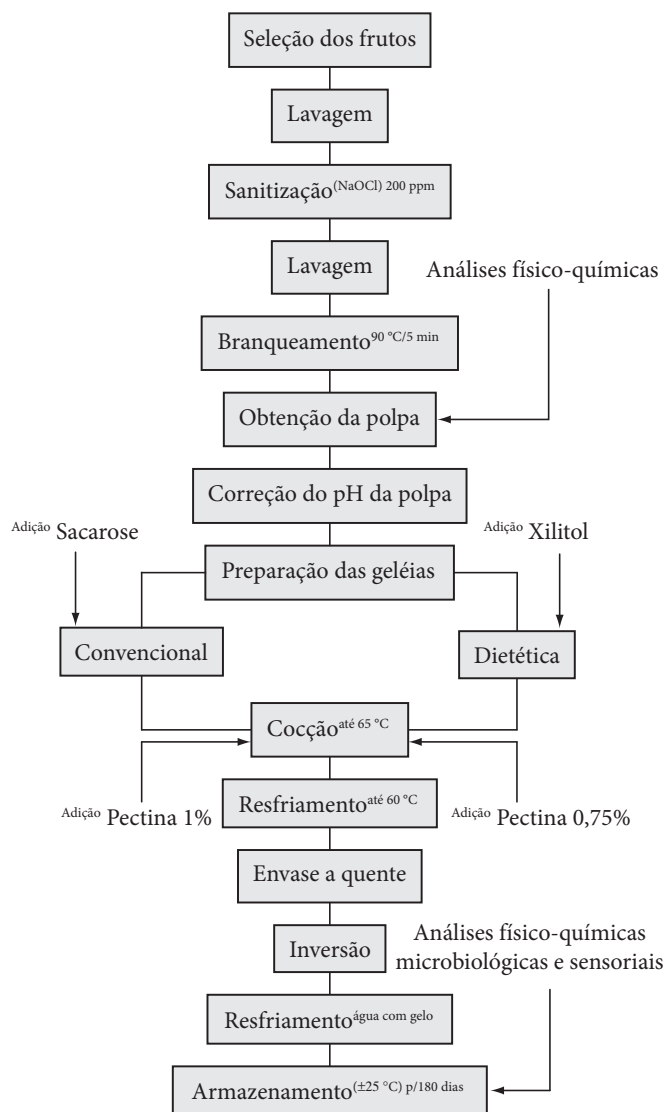 Seleção dos frutos
Lavagem
Sanitização(NaOCl) 200 ppm
Lavagem
Análises físico-químicas
Branqueamento90 °C/5 min
Obtenção da polpa
Correção do pH da polpa
Adição Sacarose
Adição Xilitol
Preparação das geléias
Convencional
Dietética
Cocçãoaté 65 °C
Adição Pectina 1%
Resfriamentoaté 60 °C
Adição Pectina 0,75%
Envase a quente
Inversão
Análises físico-químicas
microbiológicas e sensoriais
Resfriamentoágua com gelo
Armazenamento(±25 °C) p/180 dias